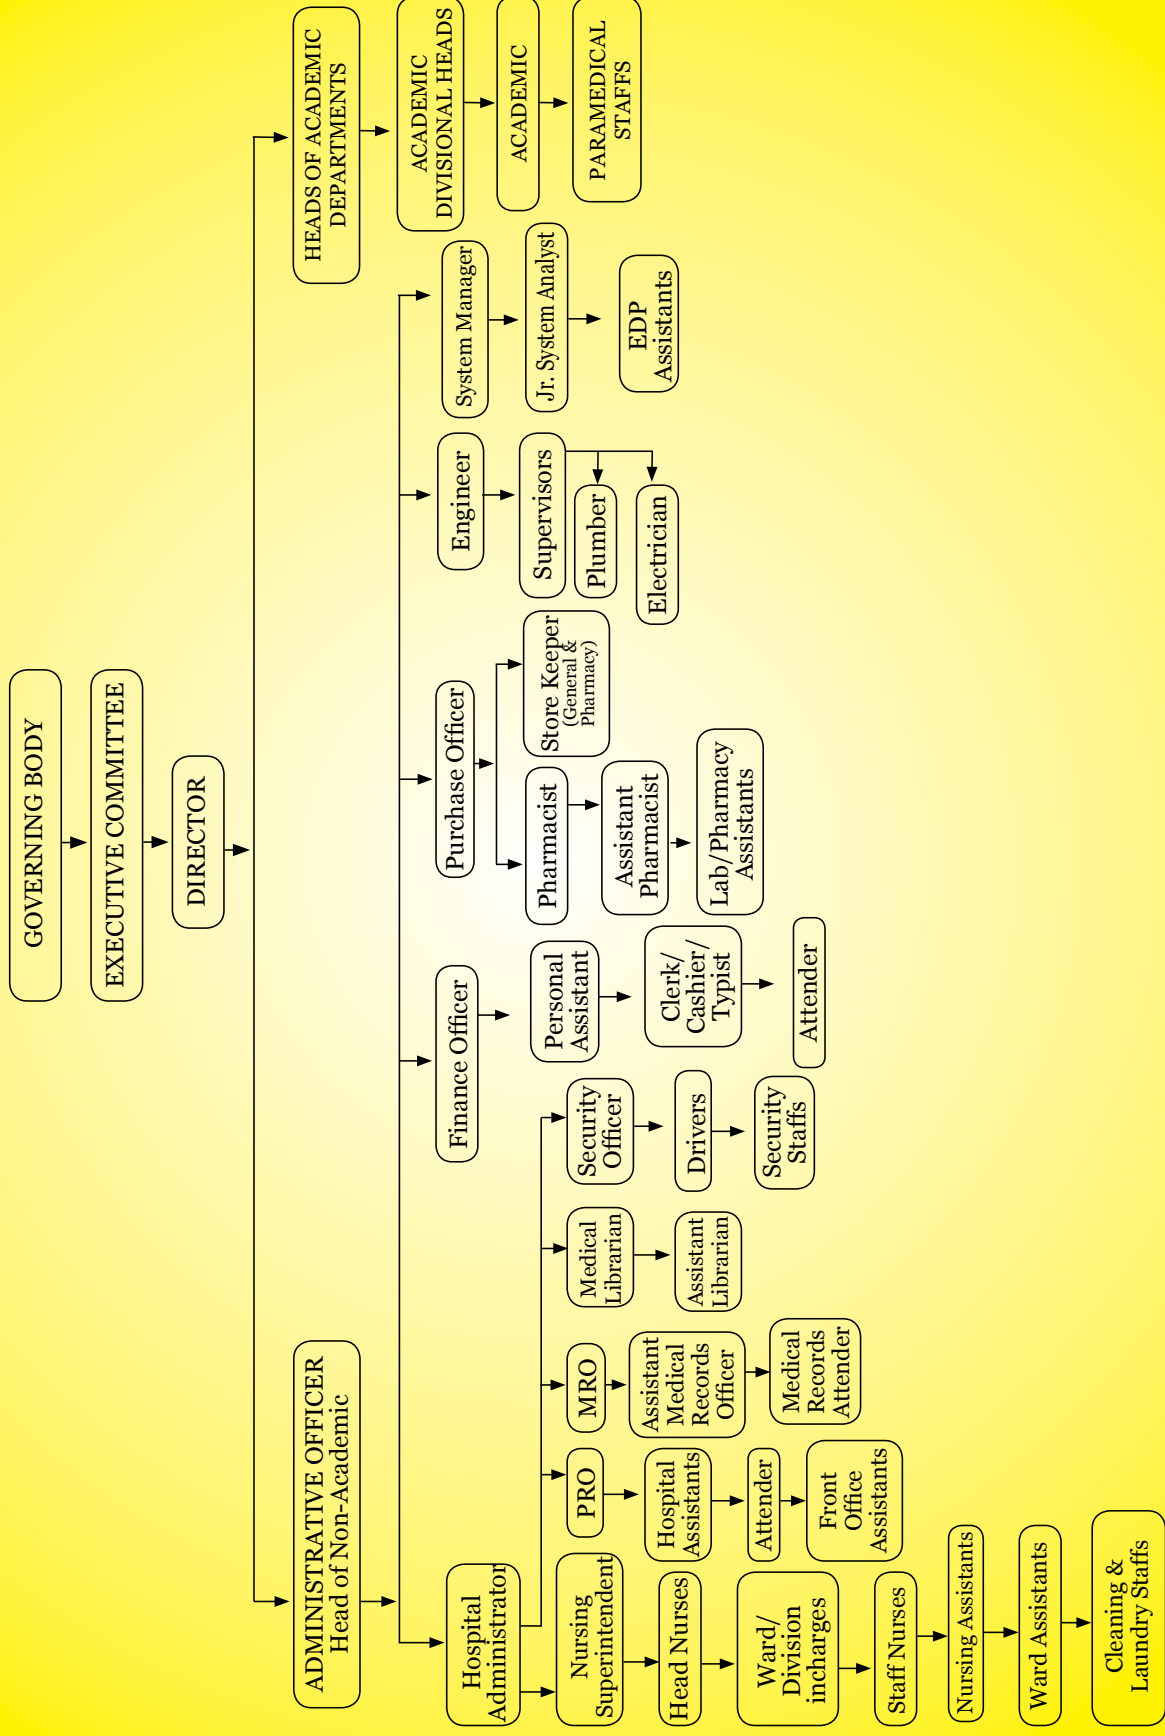 GOVERNING BODY
EXECUTIVE COMMITTEE
DIRECTOR
ADMINISTRATIVE OFFICER
Head of Non-Academic
HEADS OF ACADEMIC
DEPARTMENTS
Hospital
Administrator
Finance Officer
Purchase Officer
Engineer
System Manager
ACADEMIC
DIVISIONAL HEADS
ACADEMIC
PARAMEDICAL
STAFFS
Nursing
Superintendent
Head Nurses
Ward/
Division
incharges
Staff Nurses
Nursing Assistants
Ward Assistants
Cleaning &
Laundry Staffs
PRO
Hospital
Assistants
Attender
Front
Office
Assistants
MRO
Assistant
Medical
Records
Officer
Medical
Records
Attender
Medical
Librarian
Assistant
Librarian
Security
Officer
Drivers
Security
Staffs
Personal
Assistant
Clerk/
Cashier/
Typist
Attender
Pharmacist
Assistant
Pharmacist
Lab/Pharmacy
Assistants
Store Keeper
(General &
Pharmacy)
Supervisors
Plumber
Electrician
Jr. System Analyst
EDP
Assistants